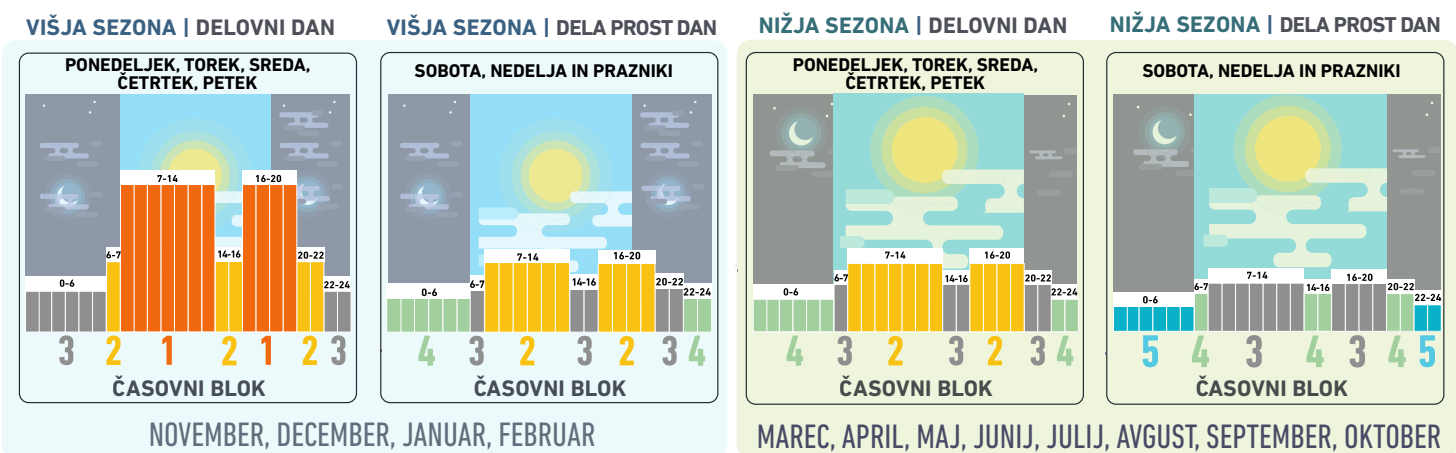 VIŠJA SEZONA | DELOVNI DAN
PONEDELJEK, TOREK, SREDA,
ČETRTEK, PETEK
7-14
16-20
6-7
14-16
20-22
0-6
22-24
3 2 1 2 1 2 3
ČASOVNI BLOK
VIŠJA SEZONA | DELA PROST DAN
SOBOTA, NEDELJA IN PRAZNIKI
7-14
16-20
0-6
6-7
14-16
20-22
22-24
4 3 2 3 2 3 4
ČASOVNI BLOK
NOVEMBER, DECEMBER, JANUAR, FEBRUAR
NIŽJA SEZONA | DELOVNI DAN
PONEDELJEK, TOREK, SREDA,
ČETRTEK, PETEK
7-14
16-20
0-6
6-7
14-16
20-22
22-24
4 3 2 3 2 3 4
ČASOVNI BLOK
NIŽJA SEZONA | DELA PROST DAN
SOBOTA, NEDELJA IN PRAZNIKI
7-14
16-20
0-6
6-7
14-16
20-22
22-24
5 4 3 4 3 4 5
ČASOVNI BLOK
MAREC, APRIL, MAJ, JUNIJ, JULIJ, AVGUST, SEPTEMBER, OKTOBER